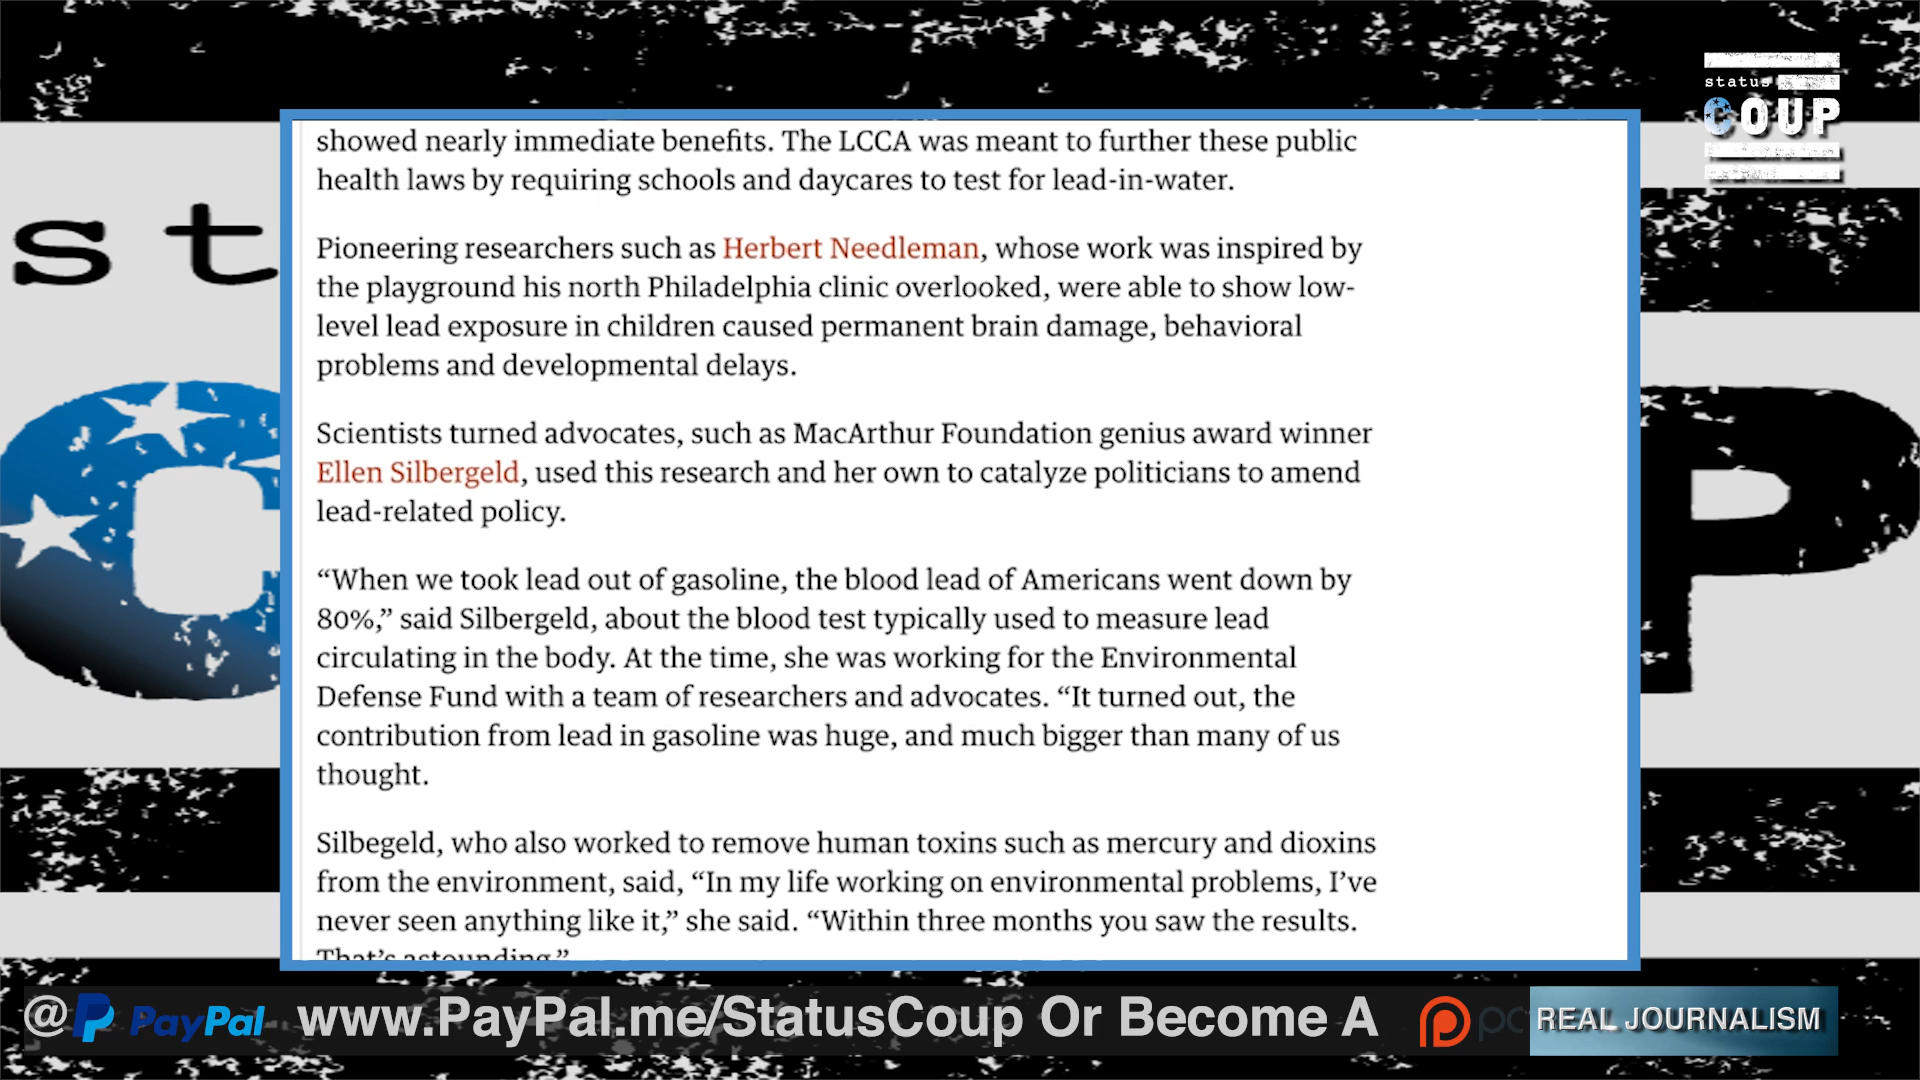 status
COUP
st
showed nearly immediate benefits. The LCCA was meant to further these public
health laws by requiring schools and daycares to test for lead-in-water.
Pioneering researchers such as Herbert Needleman, whose work was inspired by
the playground his north Philadelphia clinic overlooked, were able to show low-
level lead exposure in children caused permanent brain damage, behavioral
problems and developmental delays.
Scientists turned advocates, such as MacArthur Foundation genius award winner
Ellen Silbergeld, used this research and her own to catalyze politicians to amend
lead-related policy.
“When we took lead out of gasoline, the blood lead of Americans went down by
80%,” said Silbergeld, about the blood test typically used to measure lead
circulating in the body. At the time, she was working for the Environmental
Defense Fund with a team of researchers and advocates. “It turned out, the
contribution from lead in gasoline was huge, and much bigger than many of us
thought.
Silbegeld, who also worked to remove human toxins such as mercury and dioxins
from the environment, said, “In my life working on environmental problems, I’ve
never seen anything like it,” she said. “Within three months you saw the results.
That’s astounding.”
C P
@ PayPal www.PayPal.me/StatusCoup Or Become A REAL JOURNALISM